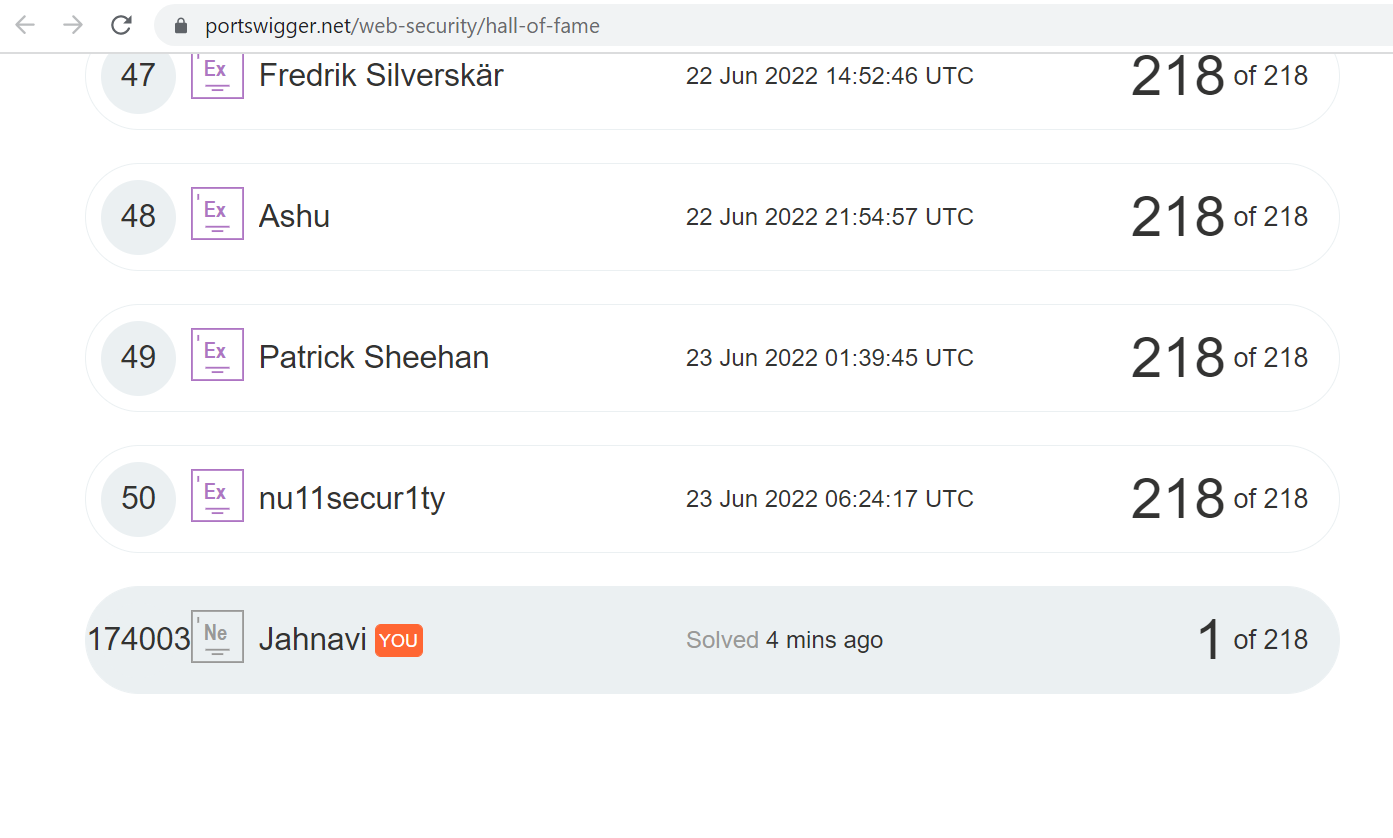 portswigger.net/web-security/hall-of-fame
47 'Ex Fredrik Silverskär 22 Jun 2022 14:52:46 UTC 218 of 218
48 'Ex Ashu 22 Jun 2022 21:54:57 UTC 218 of 218
49 'Ex Patrick Sheehan 23 Jun 2022 01:39:45 UTC 218 of 218
50 'Ex nu11secur1ty 23 Jun 2022 06:24:17 UTC 218 of 218
174003 'Ne Jahnavi YOU Solved 4 mins ago 1 of 218